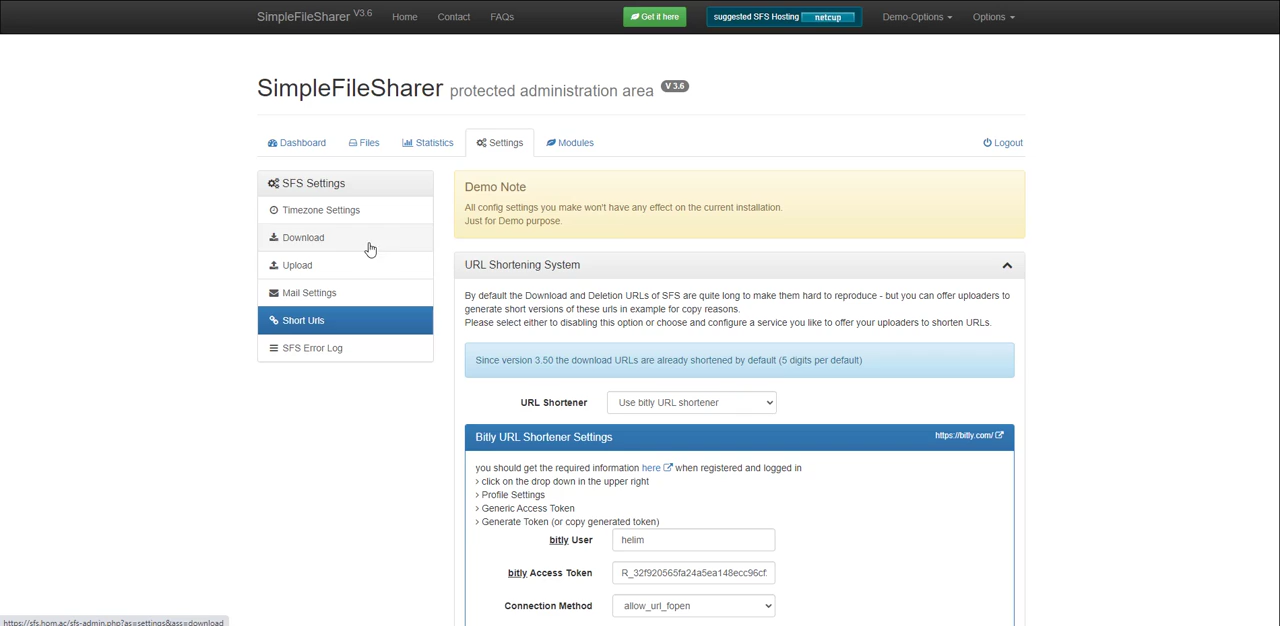 SimpleFileSharer V3.6 Home Contact FAQs Get it here suggested SFS Hosting netcup Demo-Options Options
SimpleFileSharer protected administration area V 3.6
Dashboard Files Statistics Settings Modules Logout
SFS Settings
Timezone Settings
Download
Upload
Mail Settings
Short Urls
SFS Error Log
Demo Note
All config settings you make won't have any effect on the current installation.
Just for Demo purpose.
URL Shortening System
By default the Download and Deletion URLs of SFS are quite long to make them hard to reproduce - but you can offer uploaders to
generate short versions of these urls in example for copy reasons.
Please select either to disabling this option or choose and configure a service you like to offer your uploaders to shorten URLs.
Since version 3.50 the download URLs are already shortened by default (5 digits per default)
URL Shortener Use bitly URL shortener
Bitly URL Shortener Settings https://bitly.com/
you should get the required information here when registered and logged in
> click on the drop down in the upper right
> Profile Settings
> Generic Access Token
> Generate Token (or copy generated token)
bitly User helim
bitly Access Token R_32f920565fa24a5ea148ecc96cf
Connection Method allow_url_fopen
https://sfs.hom.ac/sfs-admin.php?as=settings&ass=download